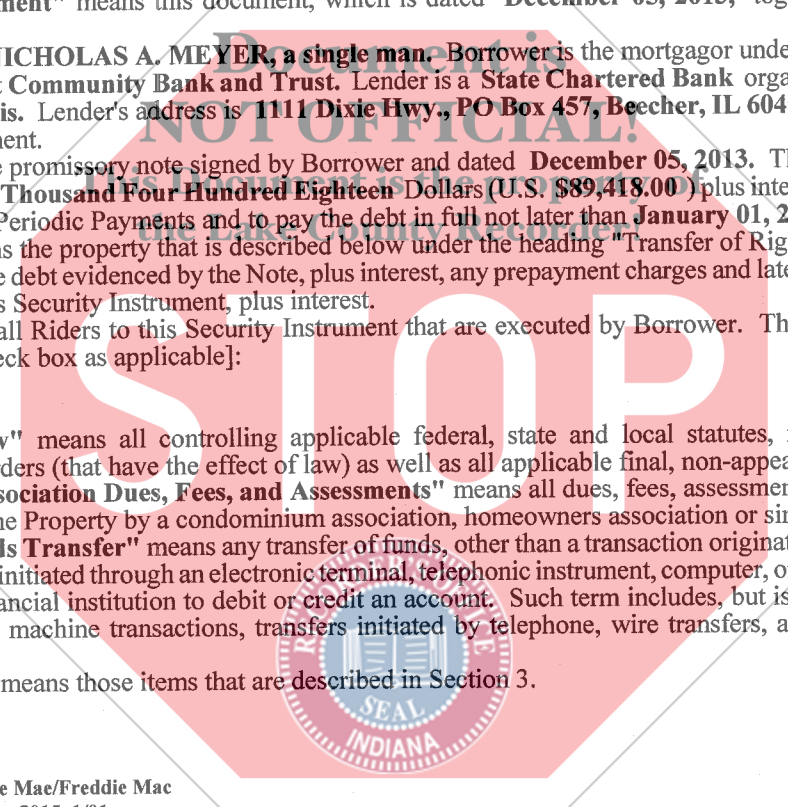 ment" means this document, which is dated "December 05, 2013," tog
NICHOLAS A. MEYER, a single man. Borrower is the mortgagor unde
Document is
t Community Bank and Trust. Lender is a State Chartered Bank orga
is. Lender's address is 1111 Dixie Hwy., PO Box 457, Beecher, IL 604
NOT OFFICIAL!
ment.
e promissory note signed by Borrower and dated December 05, 2013. Th
This Document is the property of
Thousand Four Hundred Eighteen Dollars (U.S. $89,418.00 ) plus inte
Periodic Payments and to pay the debt in full not later than January 01, 2
the Lake County Recorder!
as the property that is described below under the heading "Transfer of Rig
e debt evidenced by the Note, plus interest, any prepayment charges and late
s Security Instrument, plus interest.
all Riders to this Security Instrument that are executed by Borrower. Th
eck box as applicable]:
STOP
w" means all controlling applicable federal, state and local statutes,
rders (that have the effect of law) as well as all applicable final, non-appea
sociation Dues, Fees, and Assessments" means all dues, fees, assessmen
he Property by a condominium association, homeowners association or sim
ds Transfer" means any transfer of funds, other than a transaction originat
initiated through an electronic terminal, telephonic instrument, computer, o
ancial institution to debit or credit an account. Such term includes, but is
machine transactions, transfers initiated by telephone, wire transfers, a
means those items that are described in Section 3.
SEAL
INDIANA
e Mae/Freddie Mac